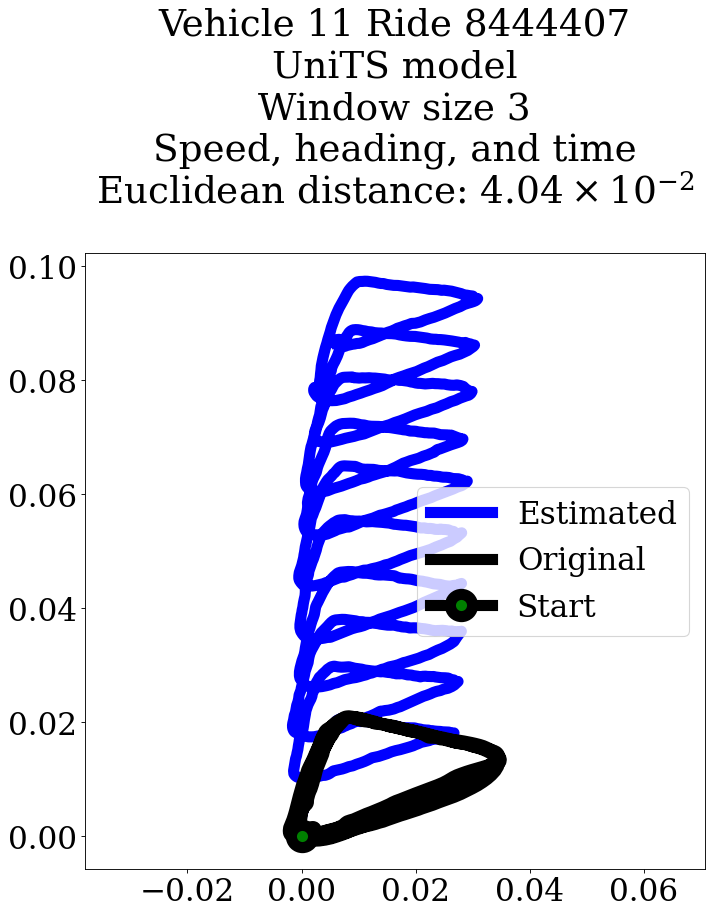 Vehicle 11 Ride 8444407
UniTS model
Window size 3
Speed, heading, and time
Euclidean distance: 4.04 × 10⁻²
0.10
0.08
0.06
0.04
0.02
0.00
Estimated
Original
Start
−0.02 0.00 0.02 0.04 0.06